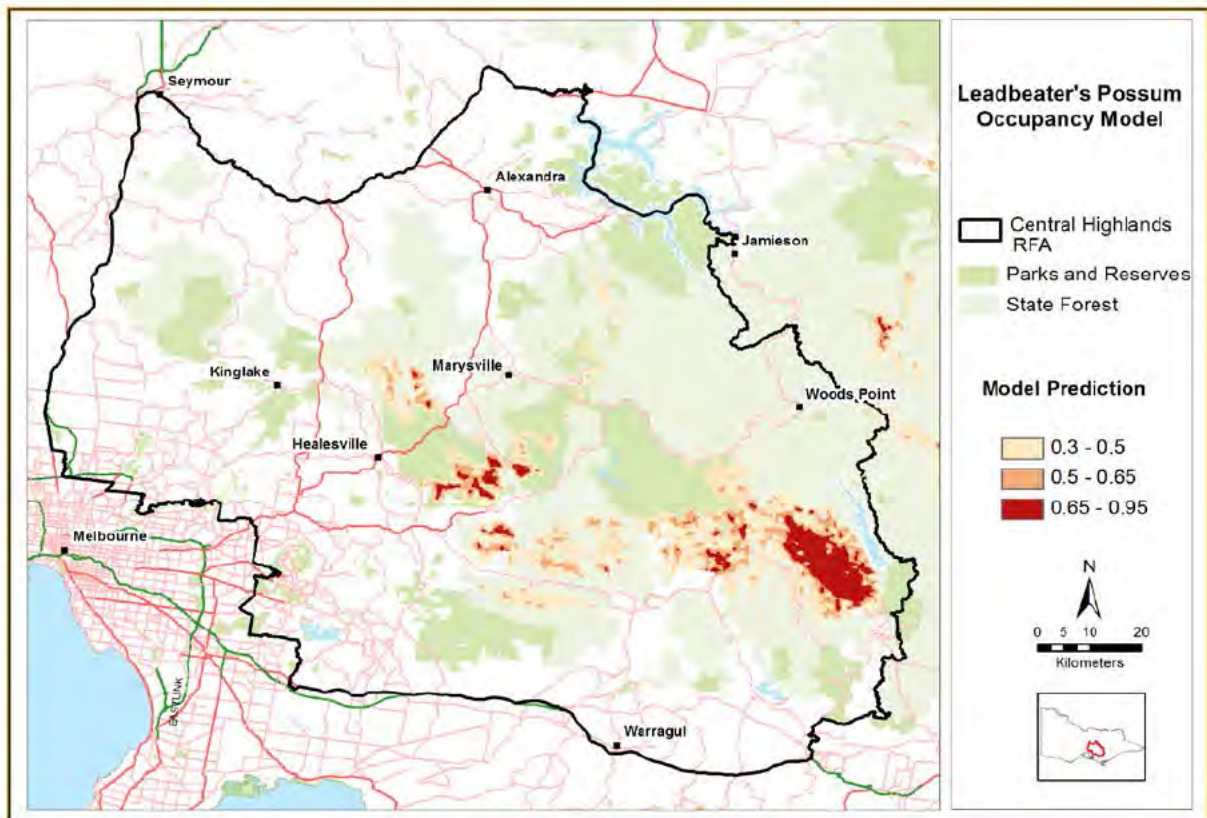 Seymour
Alexandra
Jamieson
Kinglake
Marysville
Woods Point
Healesville
Melbourne
EASTLINK
Warragul
Leadbeater's Possum
Occupancy Model
Central Highlands
RFA
Parks and Reserves
State Forest
Model Prediction
0.3 - 0.5
0.5 - 0.65
0.65 - 0.95
N
0 5 10 20
Kilometers